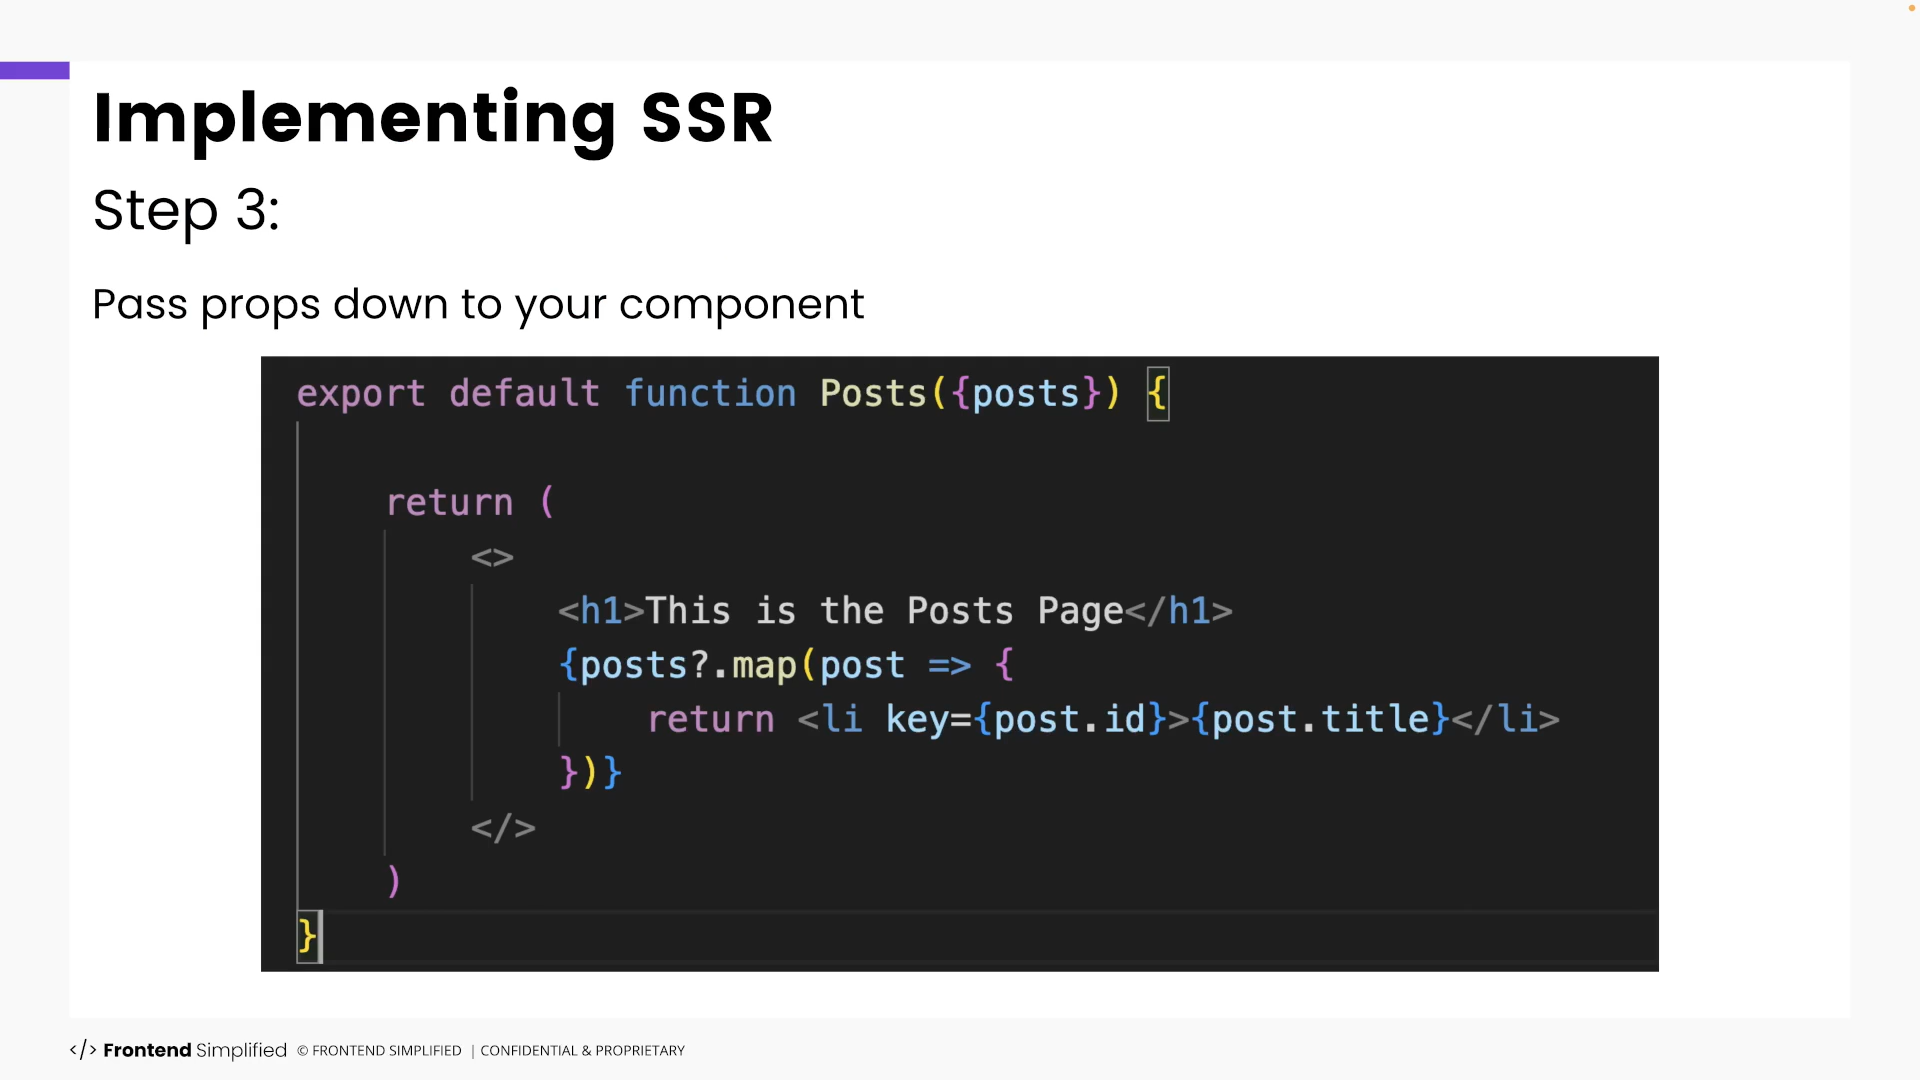 Implementing SSR
Step 3:
Pass props down to your component
export default function Posts({posts}) {
return (
<>
<h1>This is the Posts Page</h1>
{posts?.map(post => {
return <li key={post.id}>{post.title}</li>
})}
</>
)
}
</> Frontend Simplified © FRONTEND SIMPLIFIED | CONFIDENTIAL & PROPRIETARY